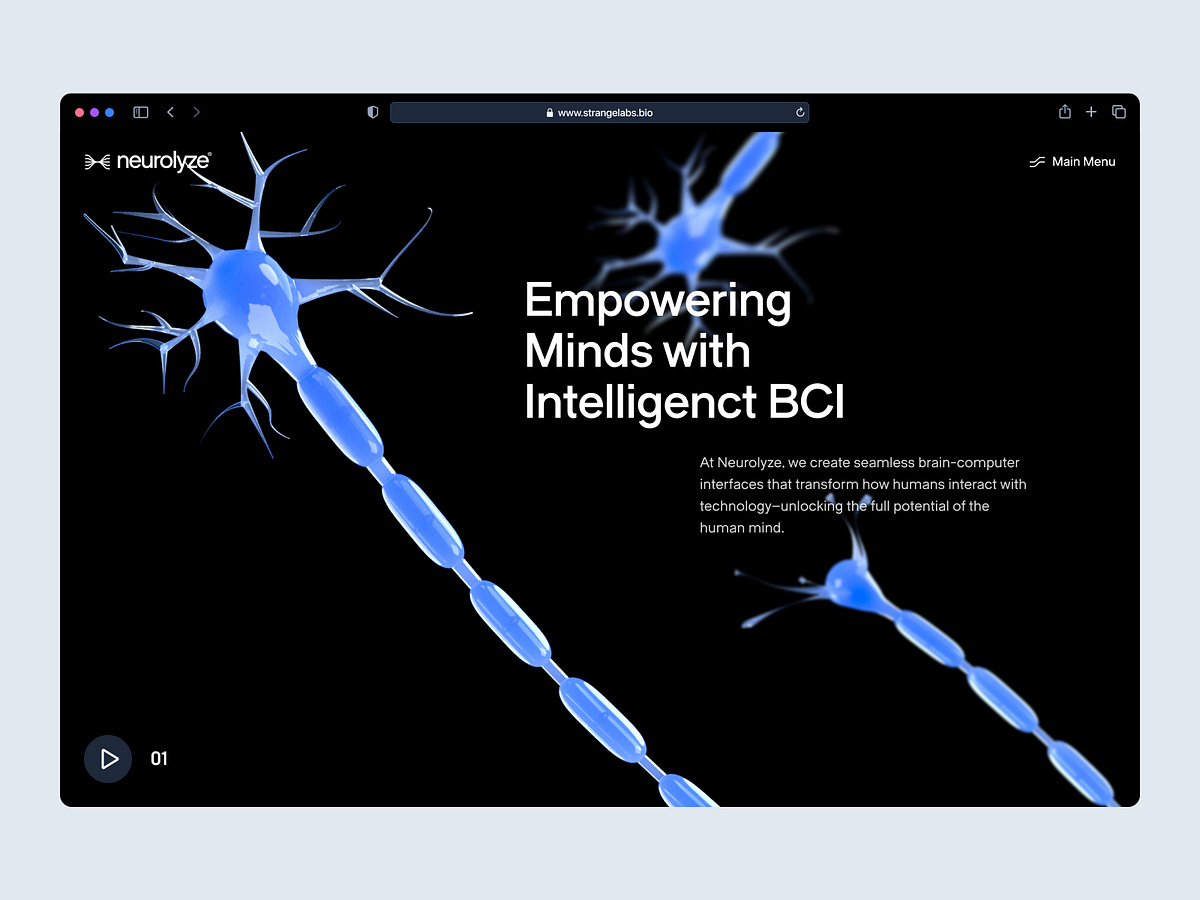 www.strangelabs.bio
neurolyze®
Main Menu
Empowering
Minds with
Intelligenct BCI
At Neurolyze, we create seamless brain-computer
interfaces that transform how humans interact with
technology—unlocking the full potential of the
human mind.
01